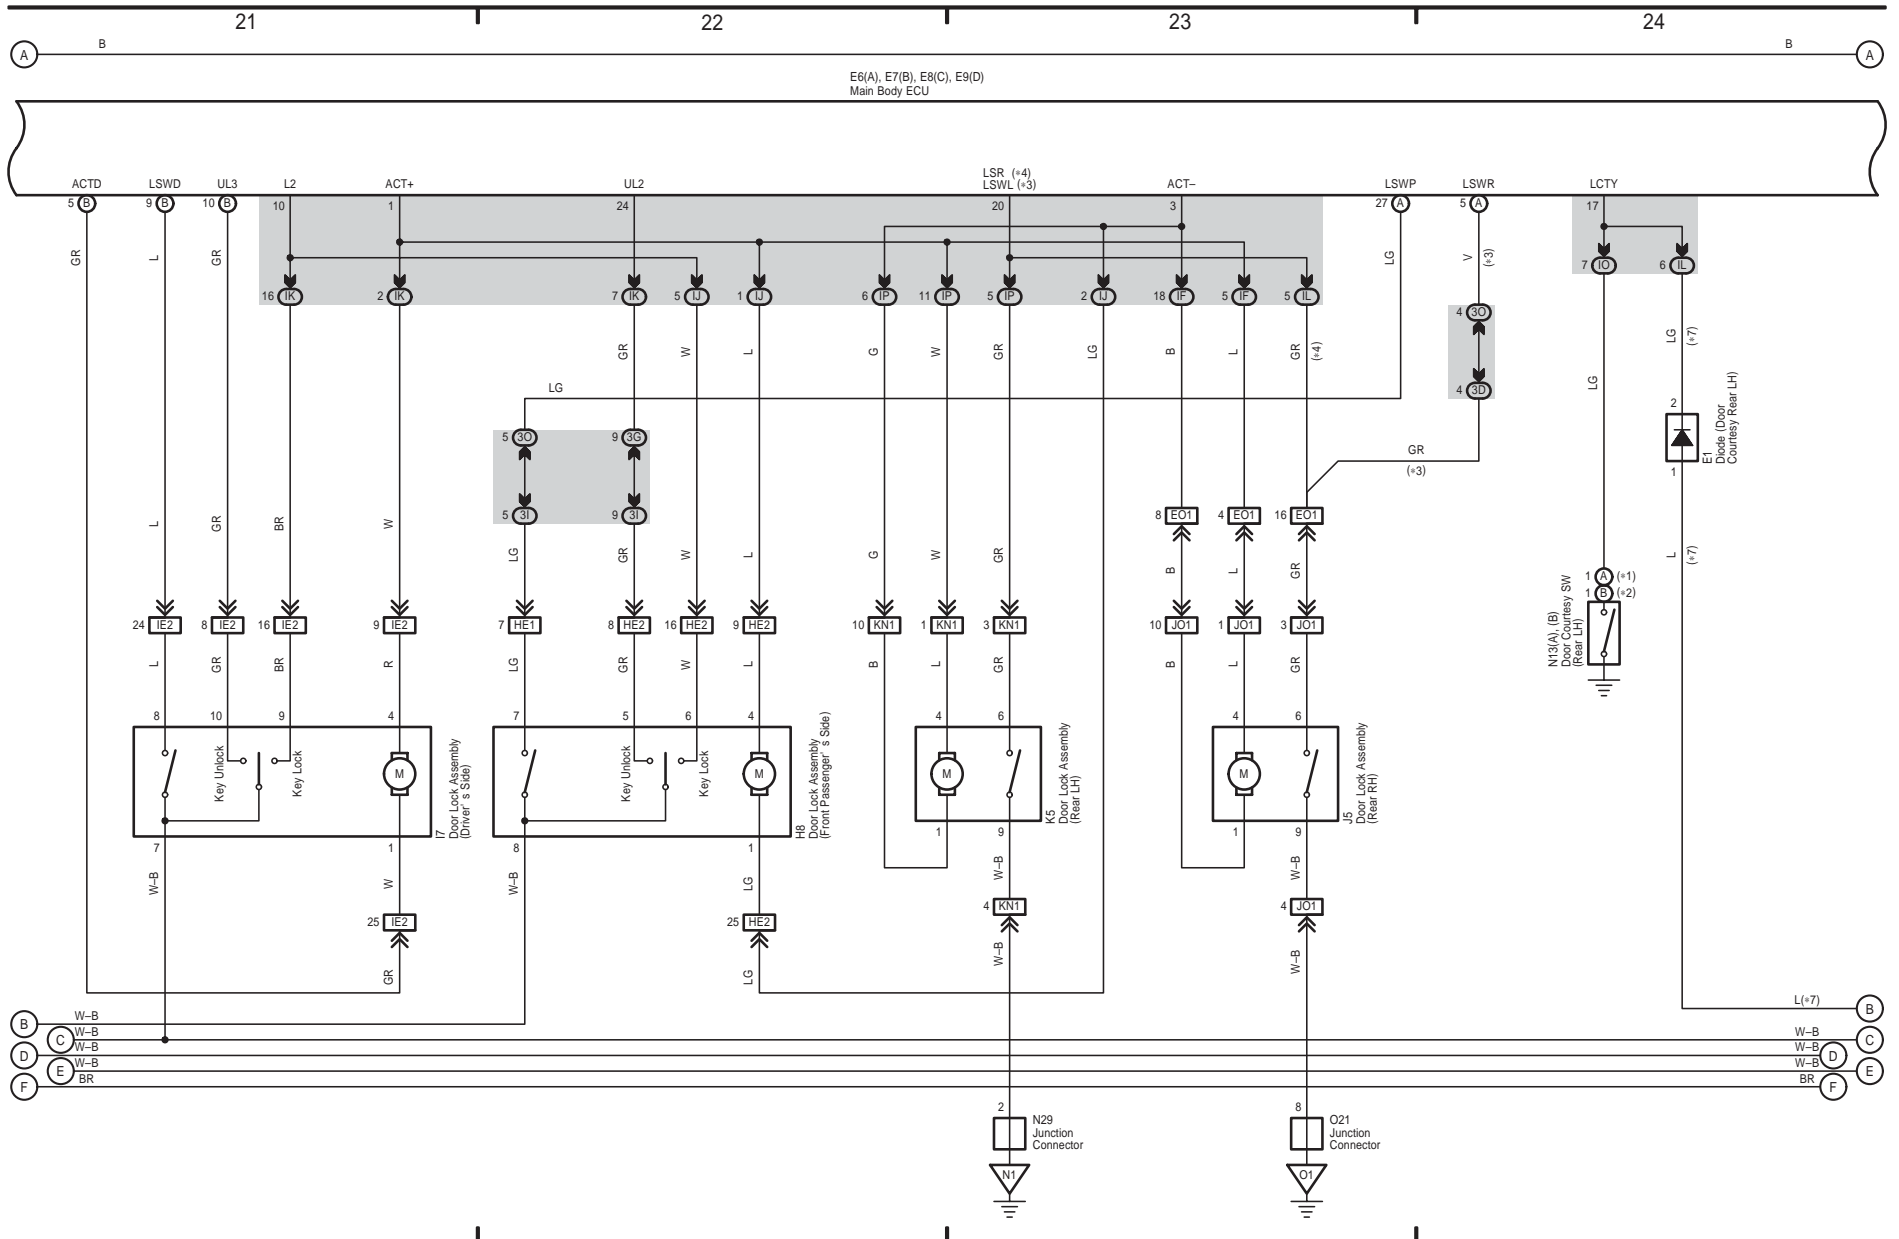 21
22
23
24
A
B
B
A
E6(A), E7(B), E8(C), E9(D)
Main Body ECU
LSR (∗4)
ACTD
LSWD
UL3
L2
ACT+
UL2
LSWL (∗3)
ACT–
LSWP
LSWR
LCTY
5 B
9 B
10 B
10
1
24
20
3
27 A
5 A
17
GR
L
GR
LG
V
(∗3)
7 IO
6 IL
16 IK
2 IK
7 IK
5 IJ
1 IJ
6 IP
11 IP
5 IP
2 IJ
18 IF
5 IF
5 IL
4 3O
GR
W
L
G
W
GR
LG
B
L
GR
(∗4)
LG
(∗7)
LG
LG
4 3D
2
5 3O
9 3G
GR
(∗3)
E1
Diode (Door
Courtesy Rear LH)
1
5 3I
9 3I
8 EO1
4 EO1
16 EO1
L
GR
BR
W
LG
GR
W
L
G
W
GR
B
L
GR
L
(∗7)
1 A (∗1)
1 B (∗2)
24 IE2
8 IE2
16 IE2
9 IE2
7 HE1
8 HE2
16 HE2
9 HE2
10 KN1
1 KN1
3 KN1
10 JO1
1 JO1
3 JO1
N13(A), (B)
Door Courtesy SW
(Rear LH)
L
GR
BR
R
LG
GR
W
L
B
L
GR
B
L
GR
8
10
9
4
7
5
6
4
4
6
4
6
Key Unlock
Key Lock
M
I7
Door Lock Assembly
(Driver' s Side)
Key Unlock
Key Lock
M
H8
Door Lock Assembly
(Front Passenger' s Side)
M
K5
Door Lock Assembly
(Rear LH)
M
J5
Door Lock Assembly
(Rear RH)
7
1
8
1
1
9
1
9
W–B
W
W–B
LG
W–B
W–B
25 IE2
25 HE2
4 KN1
4 JO1
GR
LG
W–B
W–B
B
W–B
L(∗7)
B
C
W–B
W–B
C
D
W–B
W–B
D
E
W–B
W–B
E
F
BR
BR
F
2
N29
Junction
Connector
8
O21
Junction
Connector
N1
O1